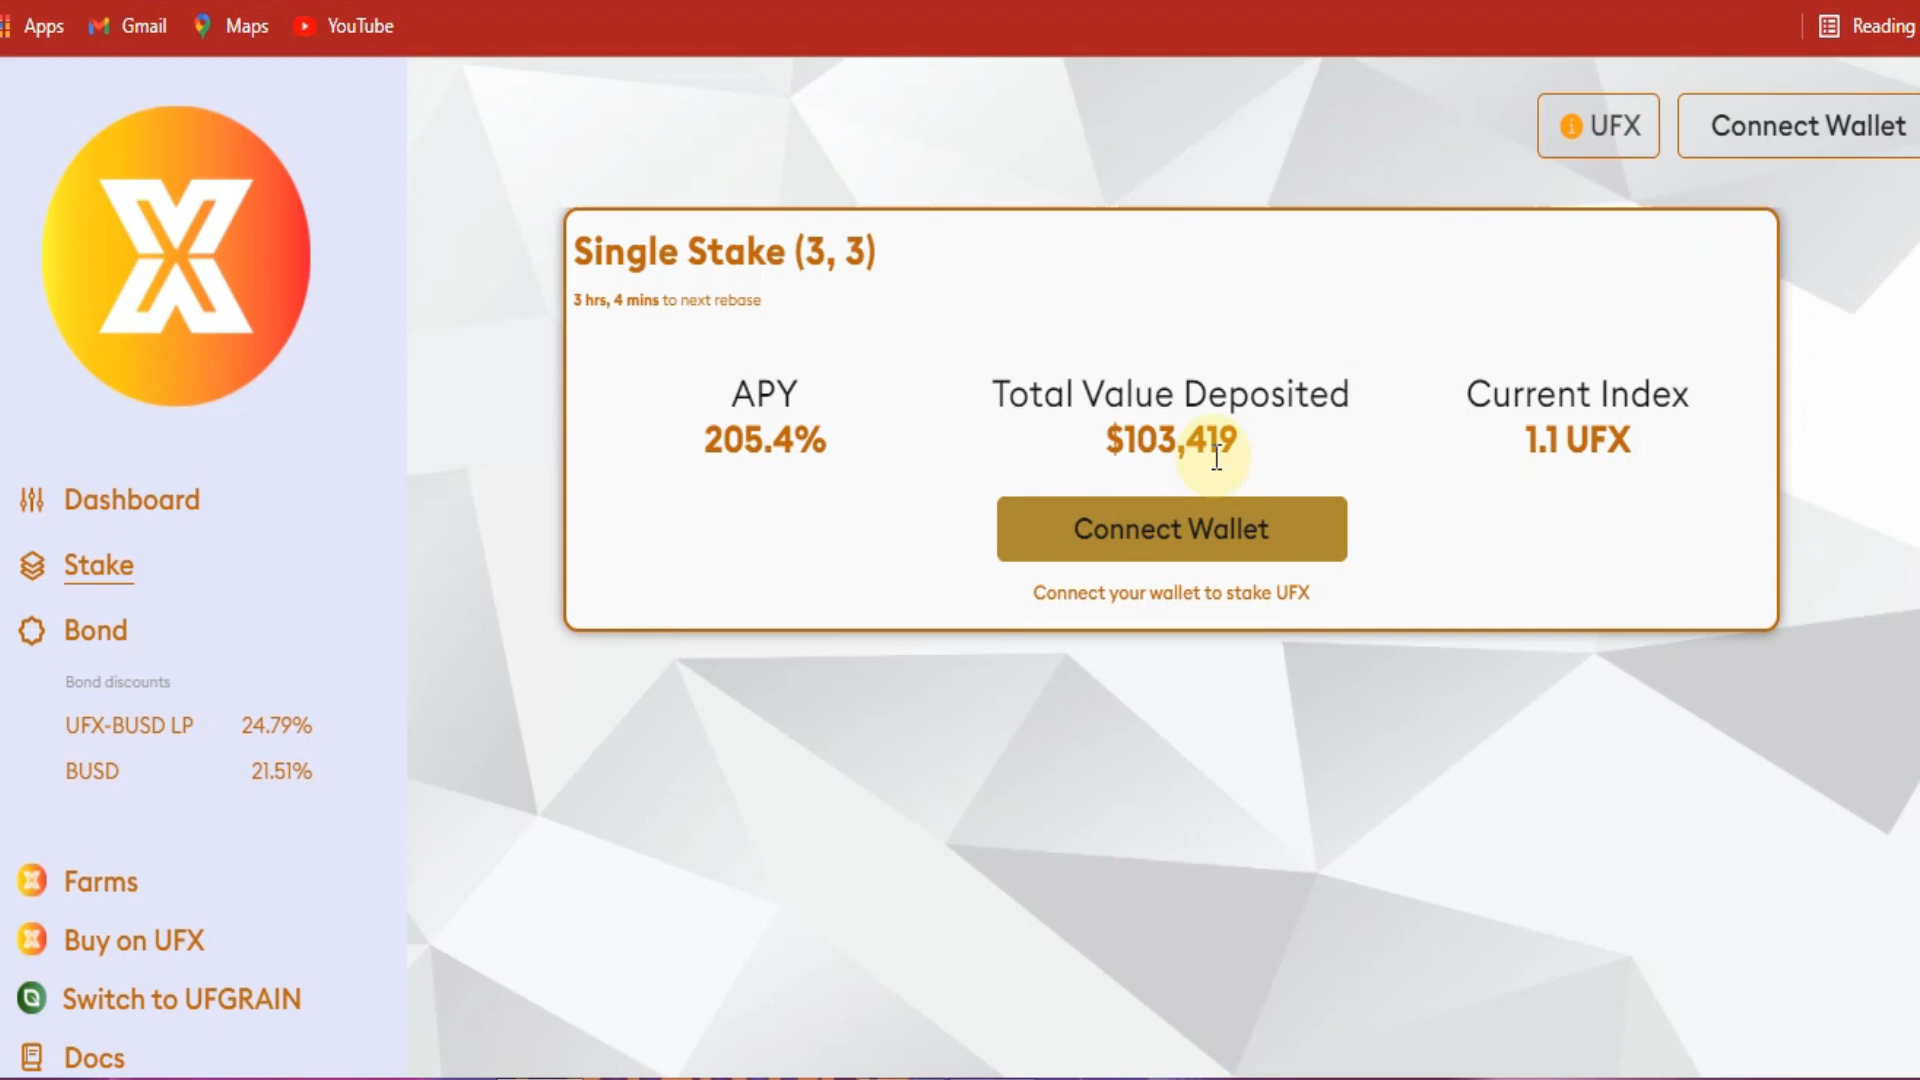 Apps Gmail Maps YouTube Reading
UFX Connect Wallet
Single Stake (3, 3)
3 hrs, 4 mins to next rebase
APY Total Value Deposited Current Index
205.4% $103,419 1.1 UFX
Connect Wallet
Connect your wallet to stake UFX
Dashboard
Stake
Bond
Bond discounts
UFX-BUSD LP 24.79%
BUSD 21.51%
Farms
Buy on UFX
Switch to UFGRAIN
Docs